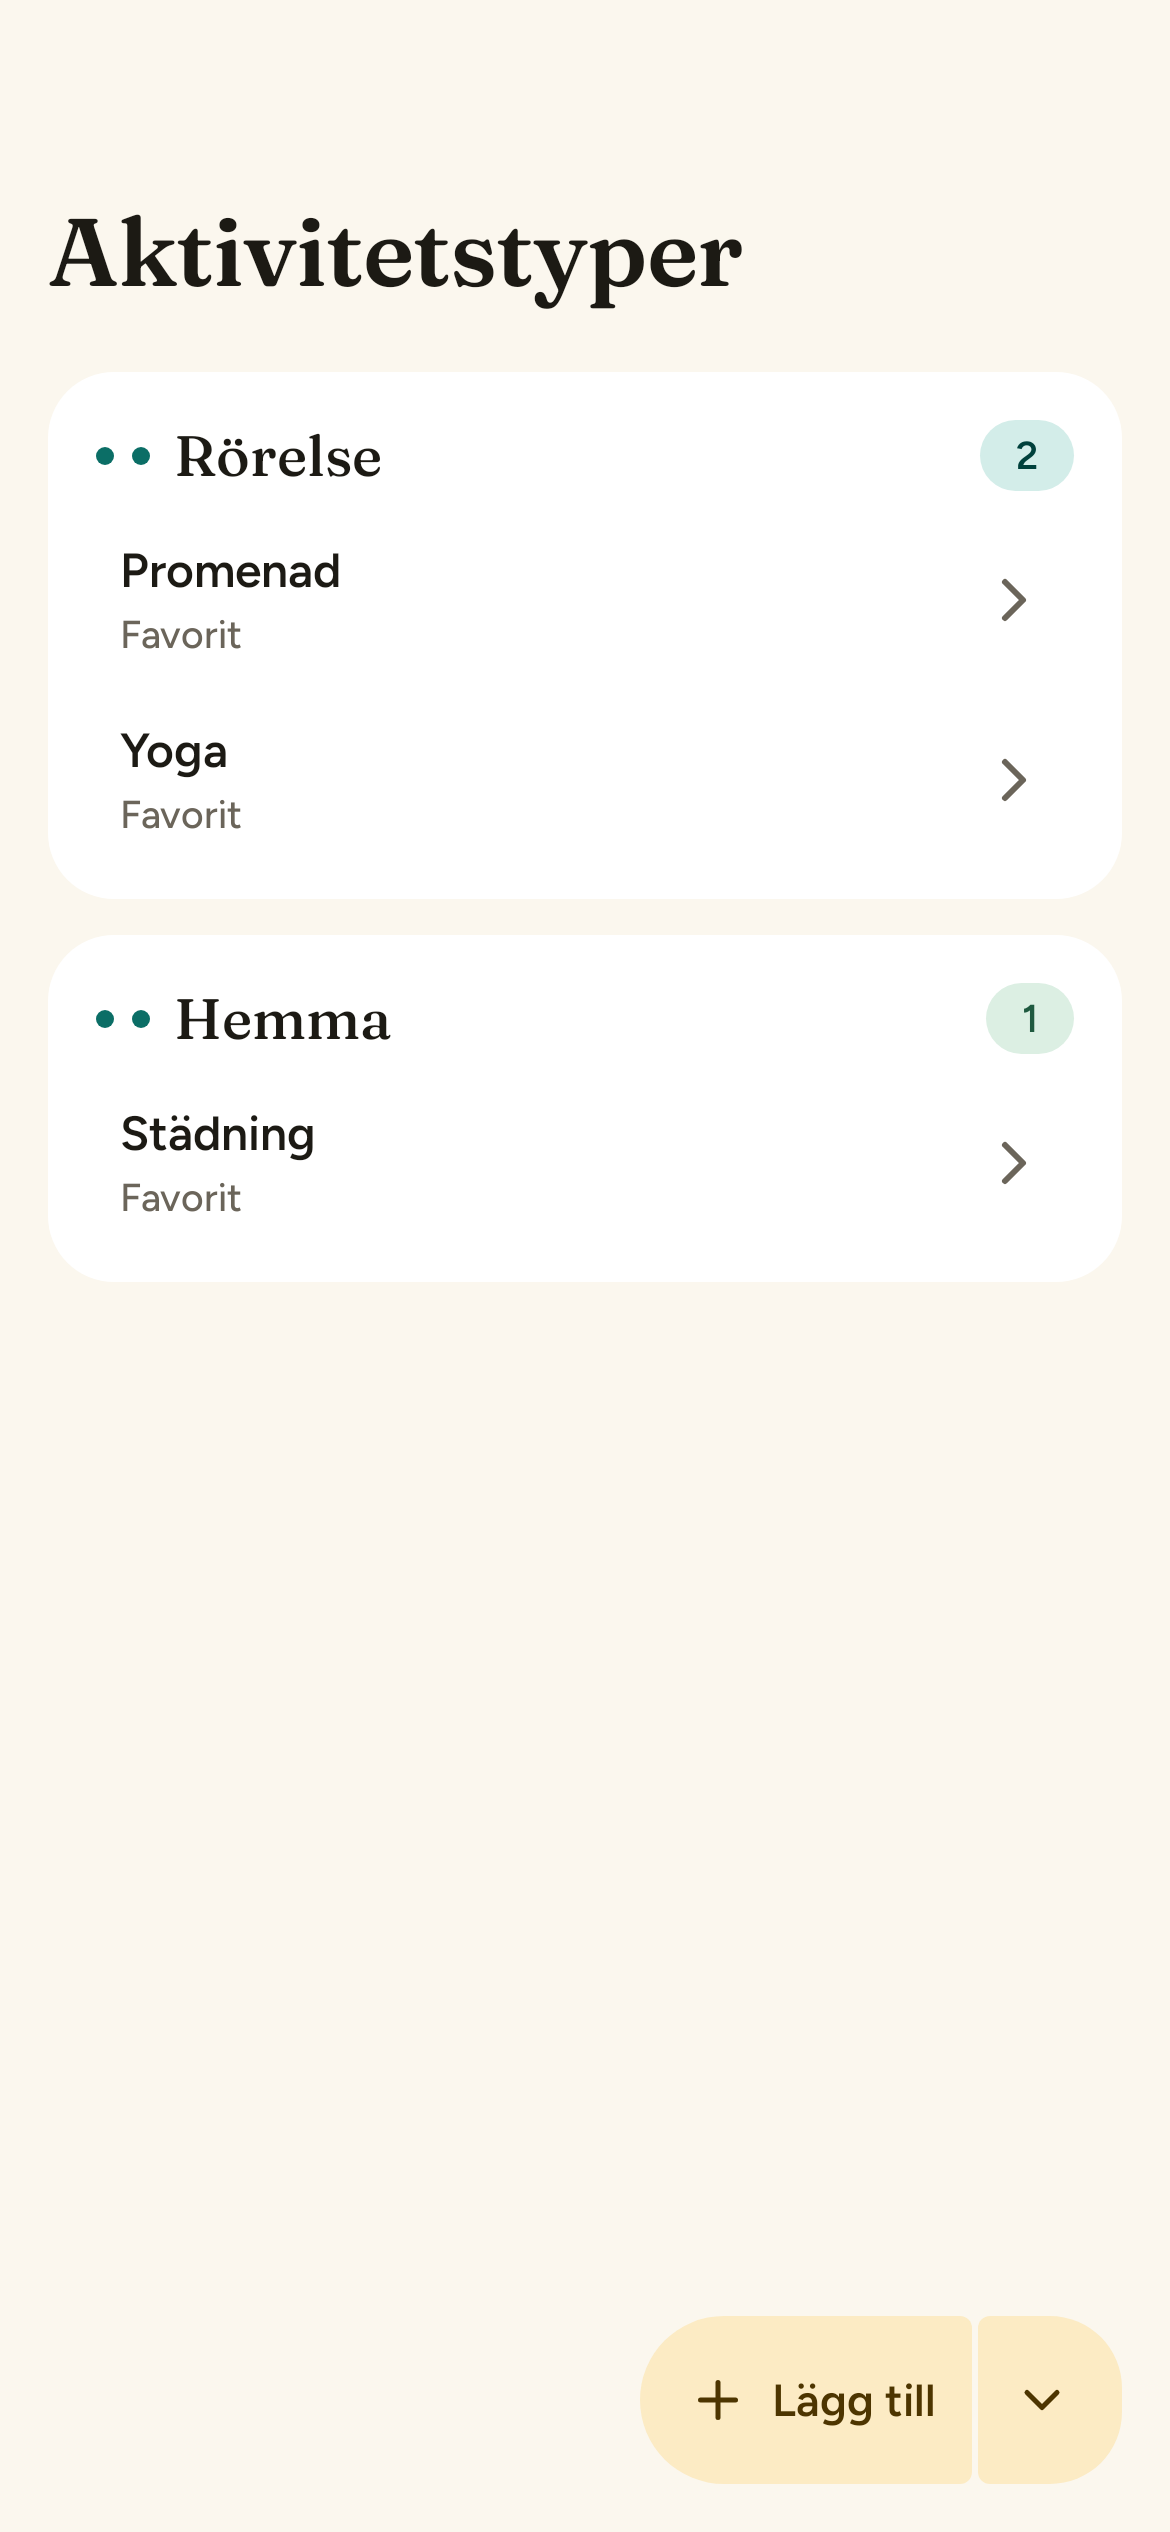 Aktivitetstyper
Rörelse 2
Promenad
Favorit
Yoga
Favorit
Hemma 1
Städning
Favorit
Lägg till